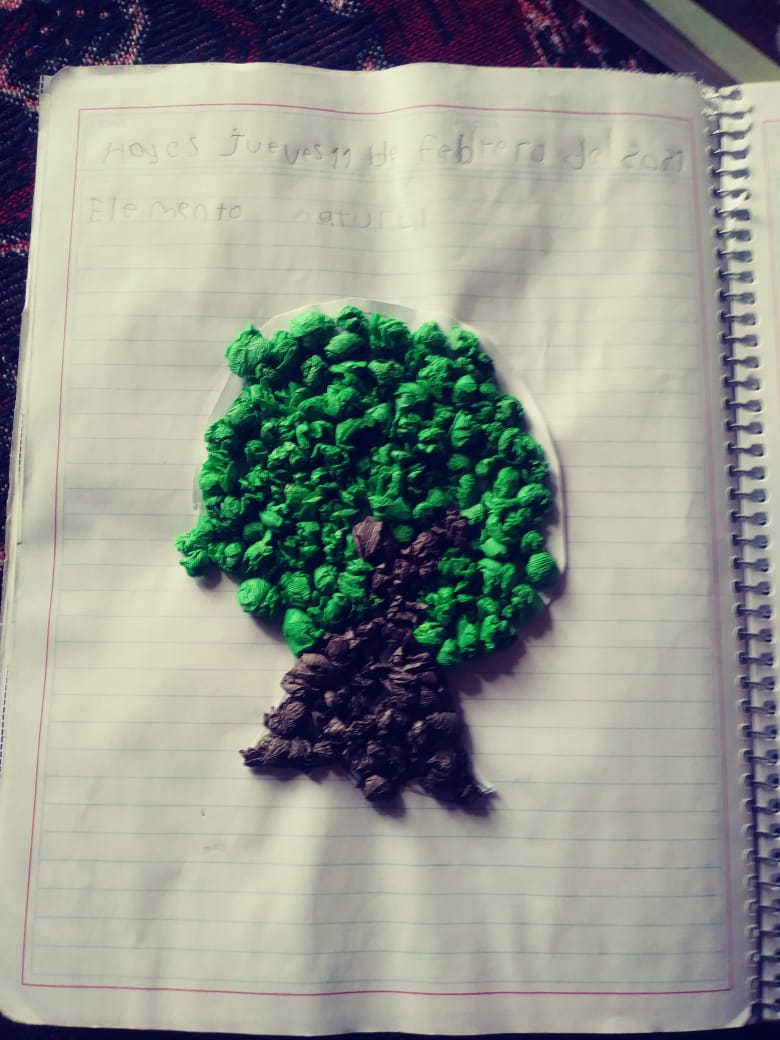 Hoyes jueves 11 de febrero de 2021
Elemento natural